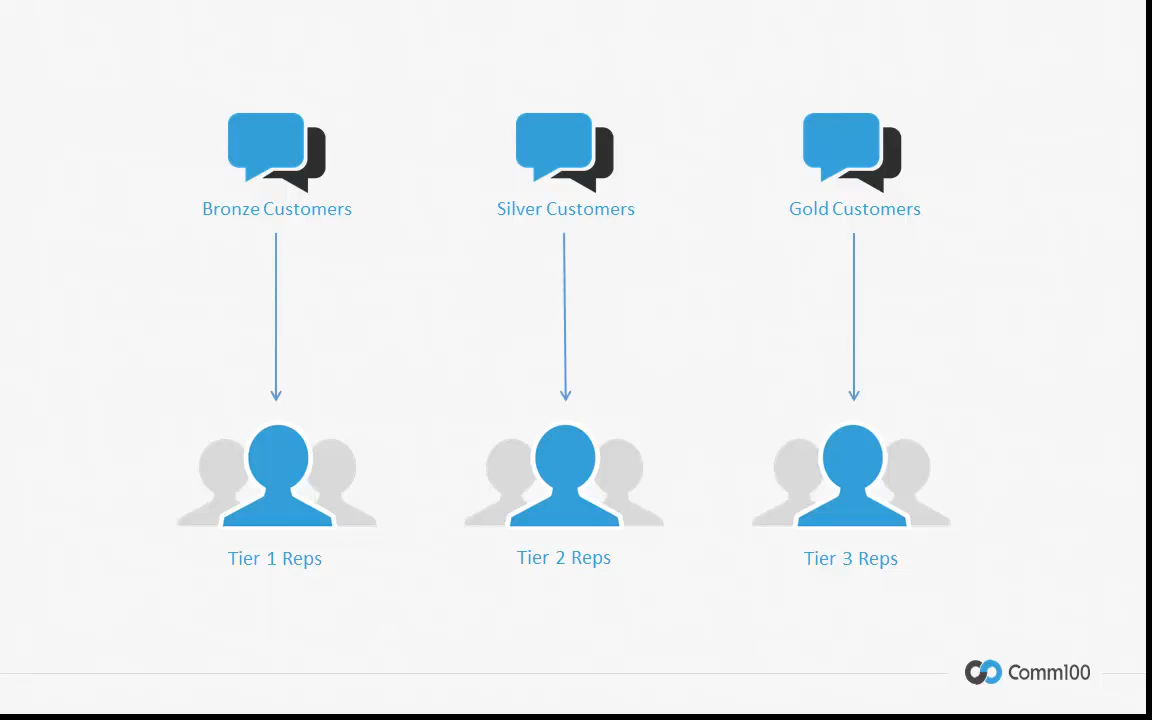 Bronze Customers
Silver Customers
Gold Customers
Tier 1 Reps
Tier 2 Reps
Tier 3 Reps
Comm100